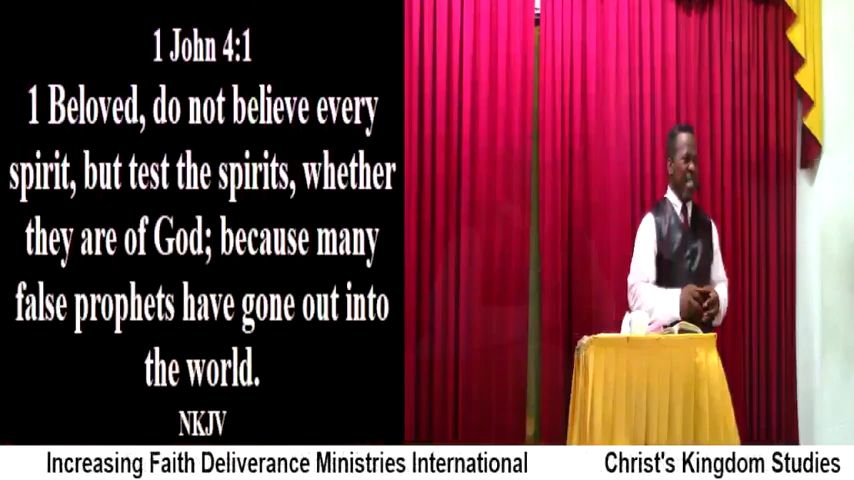 1 John 4:1
1 Beloved, do not believe every
spirit, but test the spirits, whether
they are of God; because many
false prophets have gone out into
the world.
NKJV
Increasing Faith Deliverance Ministries International
Christ's Kingdom Studies